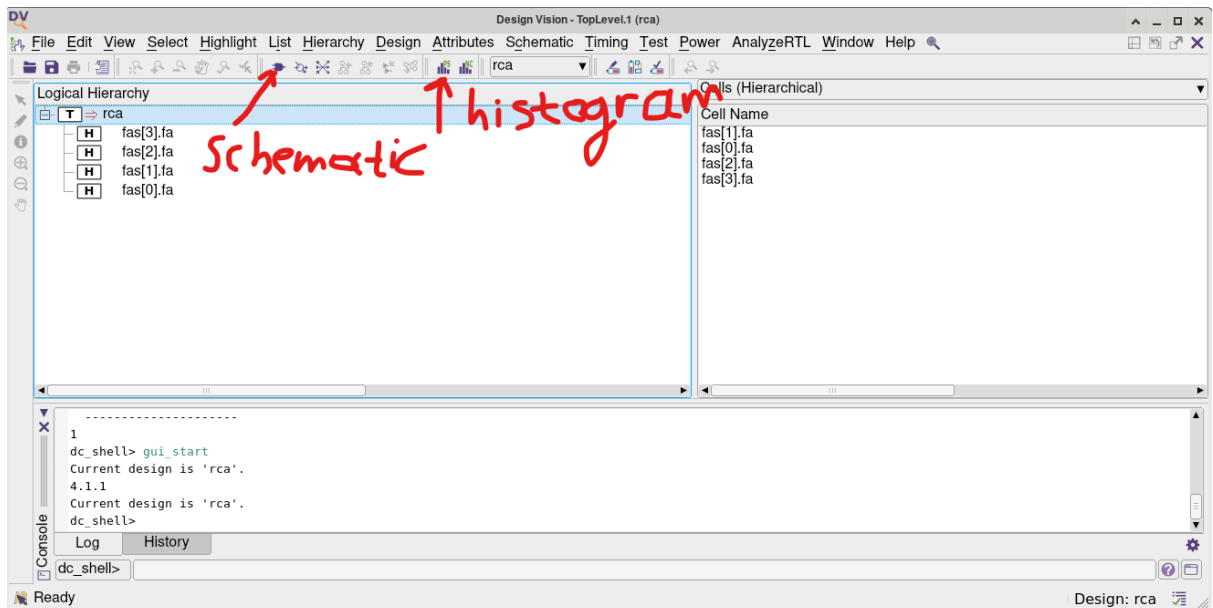 DV
Design Vision - TopLevel.1 (rca)
File Edit View Select Highlight List Hierarchy Design Attributes Schematic Timing Test Power AnalyzeRTL Window Help
rca
Logical Hierarchy
T rca
H fas[3].fa
H fas[2].fa
H fas[1].fa
H fas[0].fa
schematic
histogram
Cells (Hierarchical)
Cell Name
fas[1].fa
fas[0].fa
fas[2].fa
fas[3].fa
---------------------
1
dc_shell> gui_start
Current design is 'rca'.
4.1.1
Current design is 'rca'.
dc_shell>
Console
Log History
dc_shell>
Ready
Design: rca